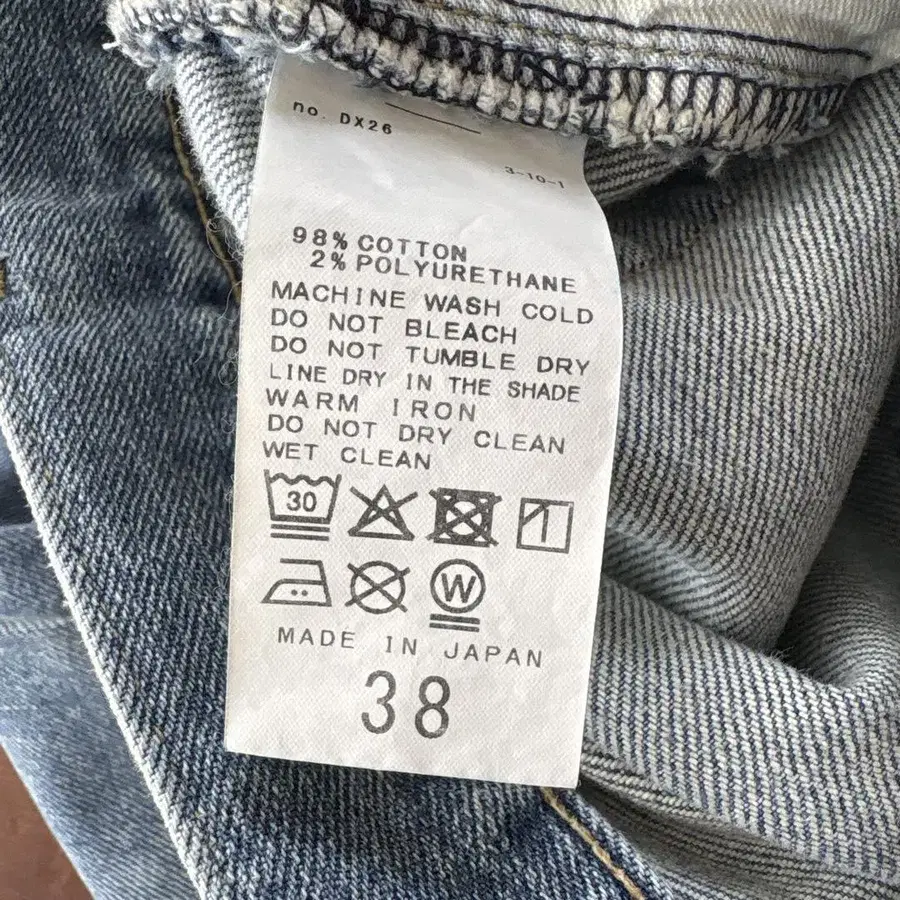 no. DX26
3-10-1
98% COTTON
2% POLYURETHANE
MACHINE WASH COLD
DO NOT BLEACH
DO NOT TUMBLE DRY
LINE DRY IN THE SHADE
WARM IRON
DO NOT DRY CLEAN
WET CLEAN
30
W
MADE IN JAPAN
38